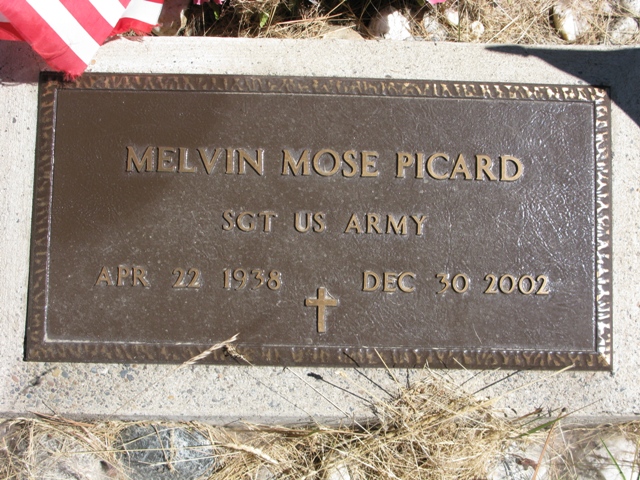 MELVIN MOSE PICARD
SGT US ARMY
APR 22 1938 DEC 30 2002